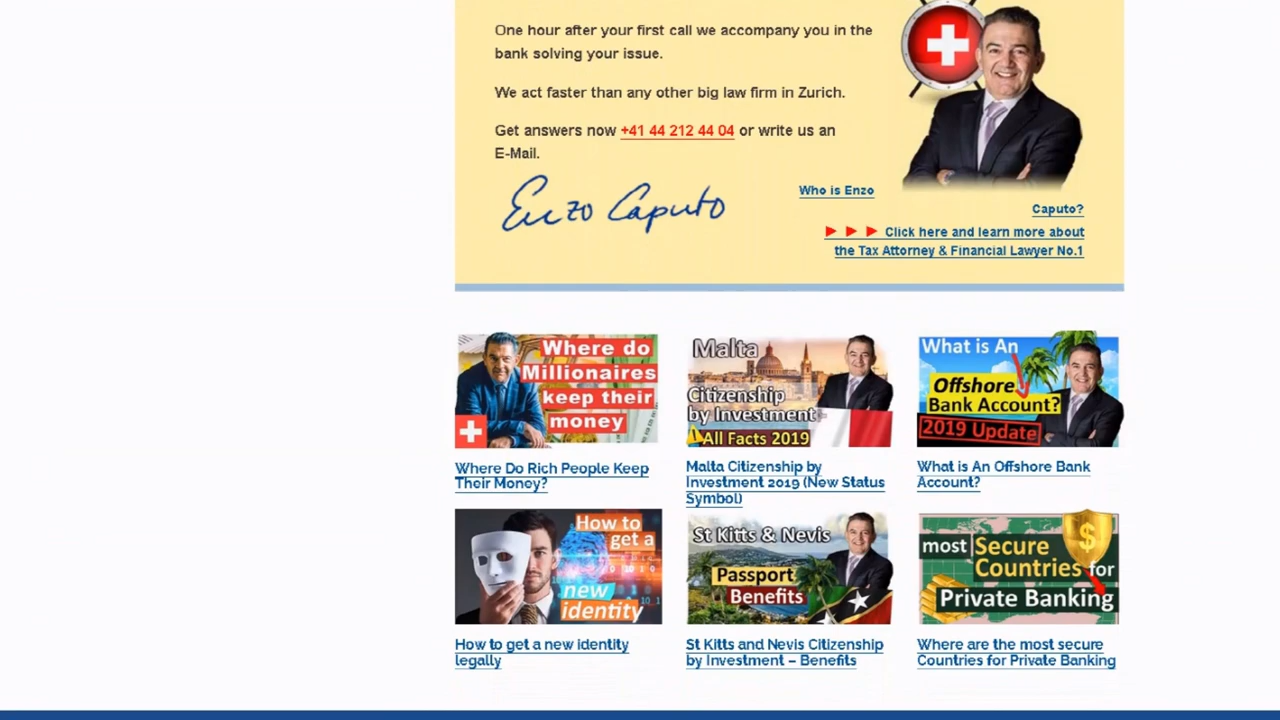 One hour after your first call we accompany you in the
bank solving your issue.
We act faster than any other big law firm in Zurich.
Get answers now +41 44 212 44 04 or write us an
E-Mail.
Enzo Caputo
Who is Enzo
Caputo?
►►► Click here and learn more about
the Tax Attorney & Financial Lawyer No.1
Where do
Millionaires
keep their
money
Where Do Rich People Keep
Their Money?
Malta
Citizenship
by Investment
All Facts 2019
Malta Citizenship by
Investment 2019 (New Status
Symbol)
What is An
Offshore
Bank Account?
2019 Update
What is An Offshore Bank
Account?
How to
get a
new
identity
How to get a new identity
legally
St Kitts & Nevis
Passport
Benefits
St Kitts and Nevis Citizenship
by Investment – Benefits
most Secure
Countries for
Private Banking
Where are the most secure
Countries for Private Banking